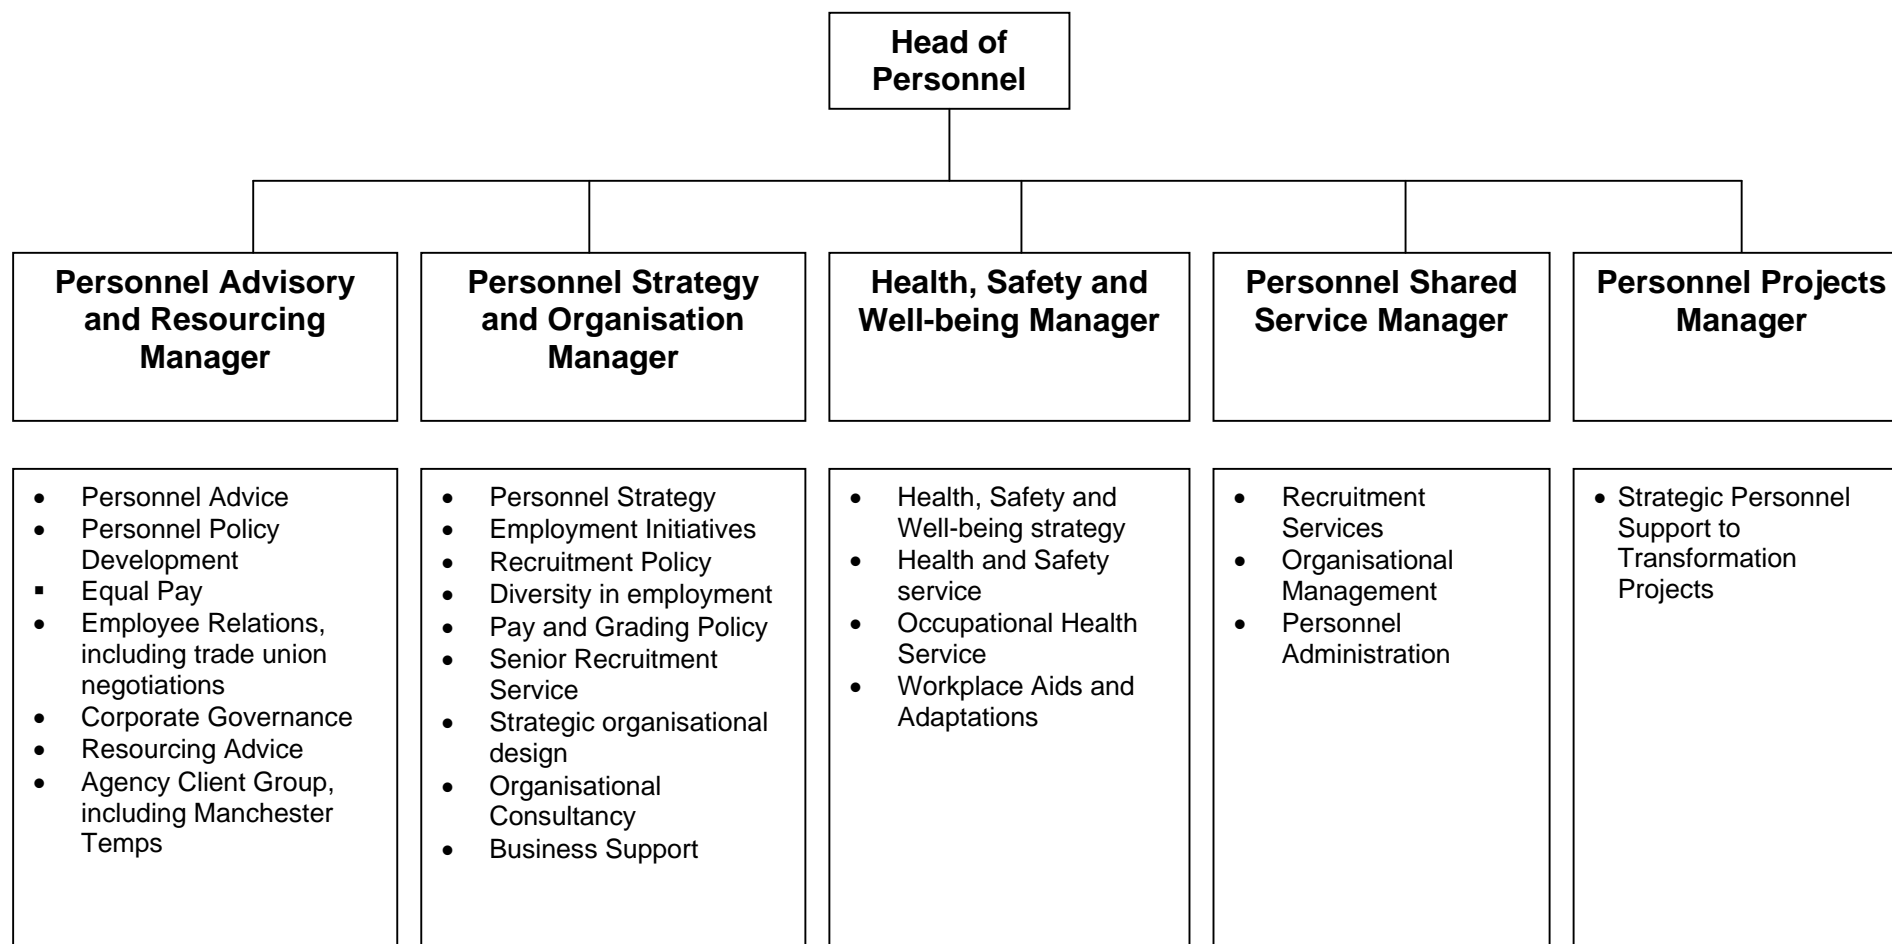 Head of
Personnel
Personnel Advisory
and Resourcing
Manager
Personnel Strategy
and Organisation
Manager
Health, Safety and
Well-being Manager
Personnel Shared
Service Manager
Personnel Projects
Manager
• Personnel Advice
• Personnel Policy
Development
▪ Equal Pay
• Employee Relations,
including trade union
negotiations
• Corporate Governance
• Resourcing Advice
• Agency Client Group,
including Manchester
Temps
• Personnel Strategy
• Employment Initiatives
• Recruitment Policy
• Diversity in employment
• Pay and Grading Policy
• Senior Recruitment
Service
• Strategic organisational
design
• Organisational
Consultancy
• Business Support
• Health, Safety and
Well-being strategy
• Health and Safety
service
• Occupational Health
Service
• Workplace Aids and
Adaptations
• Recruitment
Services
• Organisational
Management
• Personnel
Administration
• Strategic Personnel
Support to
Transformation
Projects